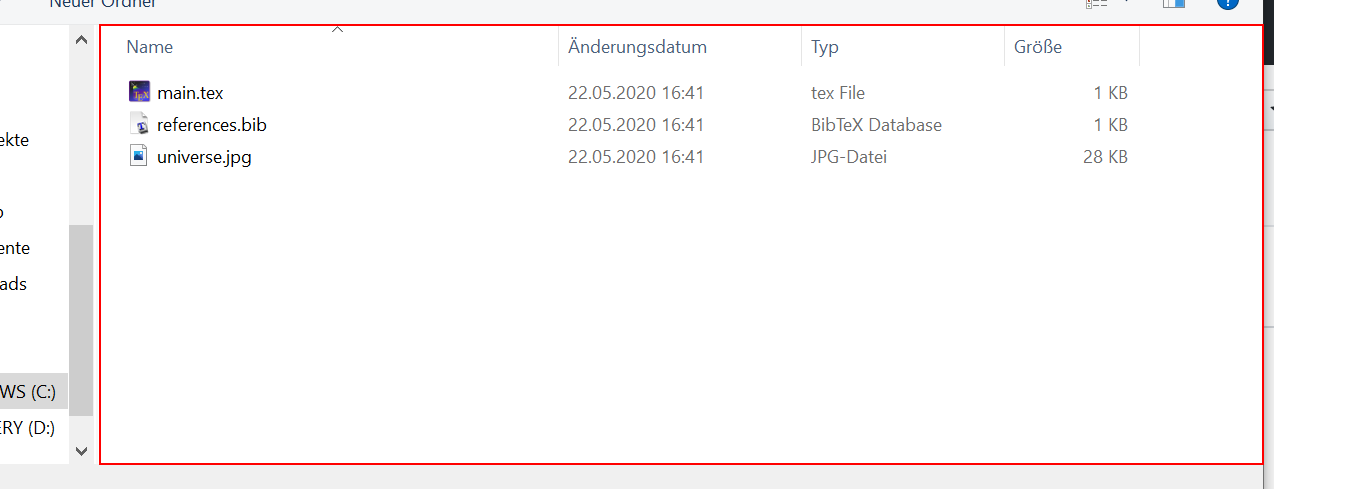 Neuer Ordner
Name Änderungsdatum Typ Größe
main.tex 22.05.2020 16:41 tex File 1 KB
references.bib 22.05.2020 16:41 BibTeX Database 1 KB
universe.jpg 22.05.2020 16:41 JPG-Datei 28 KB
ekte
ente
ads
WS (C:)
ERY (D:)